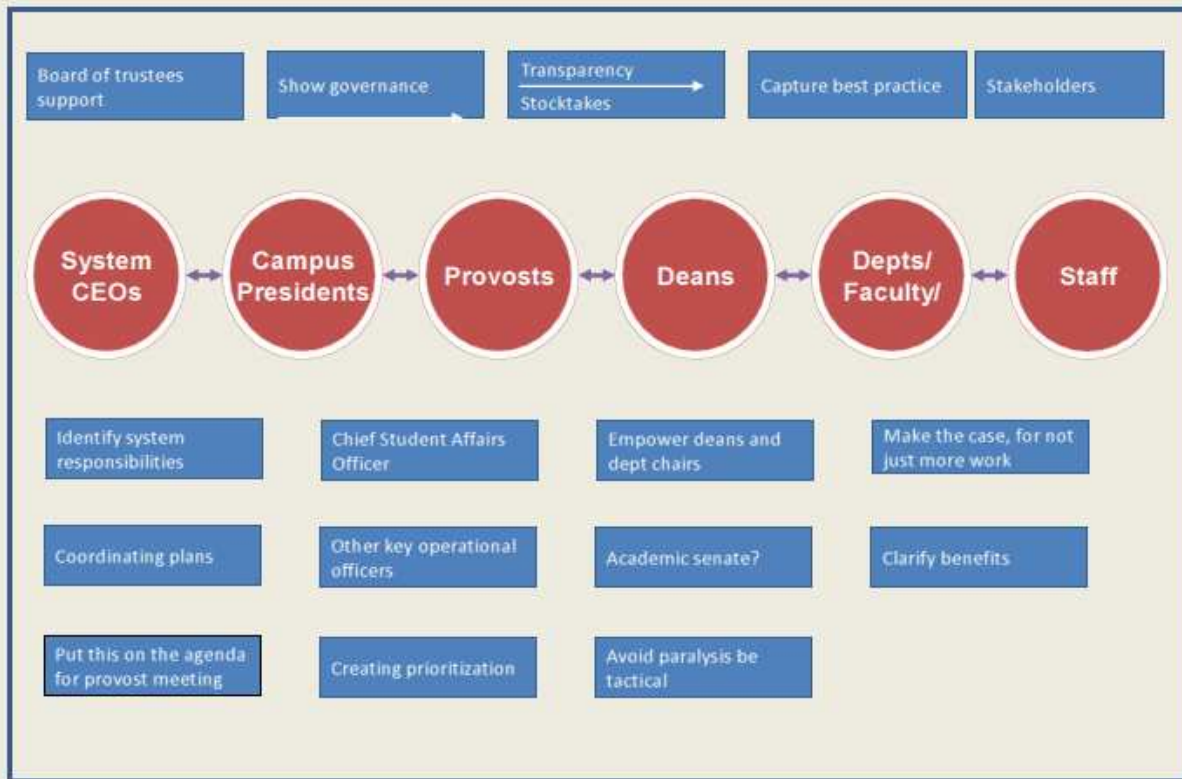 Board of trustees
support
Show governance
Transparency
Stocktakes
Capture best practice
Stakeholders
System
CEOs
Campus
Presidents
Provosts
Deans
Depts/
Faculty/
Staff
Identify system
responsibilities
Chief Student Affairs
Officer
Empower deans and
dept chairs
Make the case, for not
just more work
Coordinating plans
Other key operational
officers
Academic senate?
Clarify benefits
Put this on the agenda
for provost meeting
Creating prioritization
Avoid paralysis be
tactical